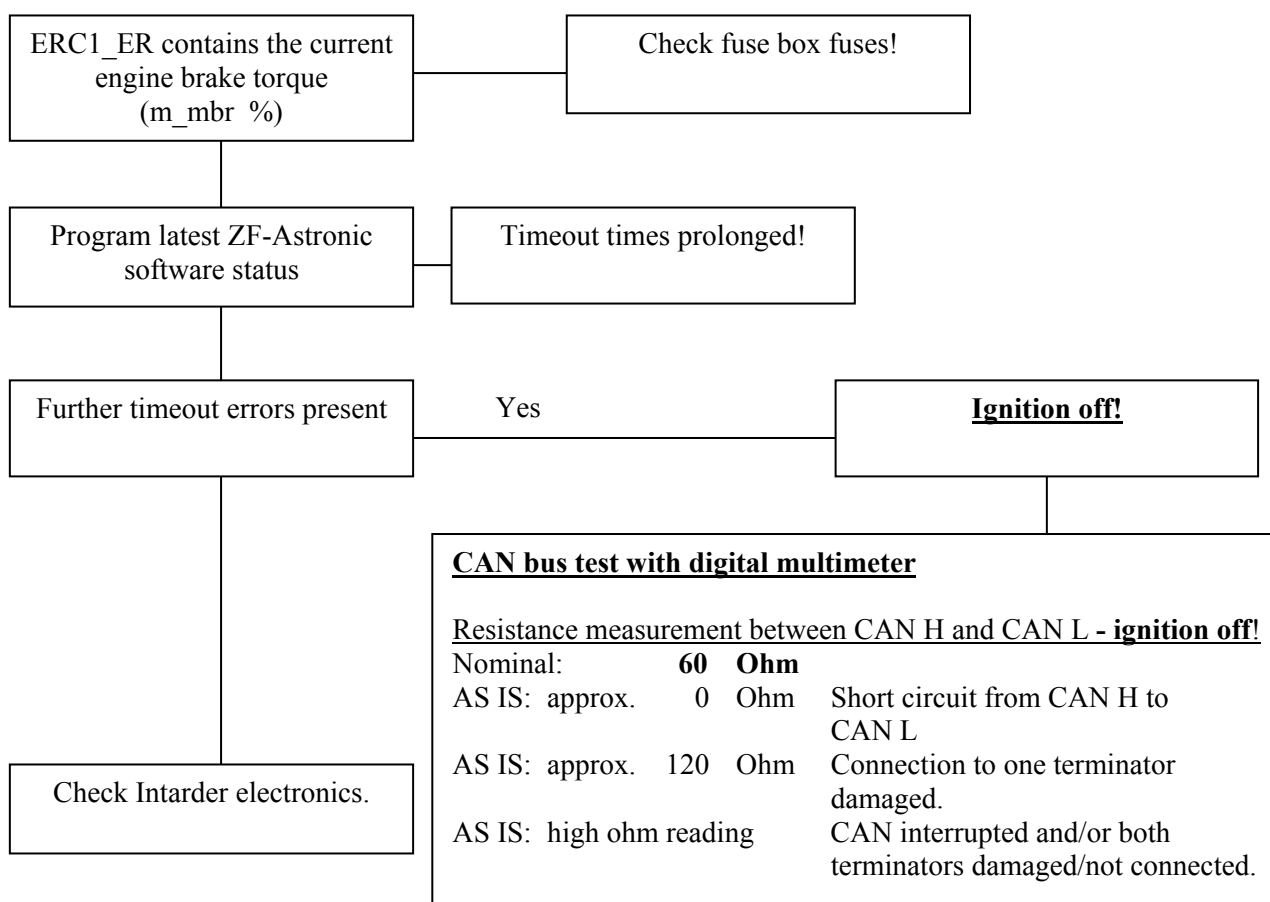 ERC1_ER contains the current
engine brake torque
(m_mbr %)
Check fuse box fuses!
Program latest ZF-Astronic
software status
Timeout times prolonged!
Further timeout errors present
Yes
Ignition off!
CAN bus test with digital multimeter
Resistance measurement between CAN H and CAN L - ignition off!
Nominal: 60 Ohm
AS IS: approx. 0 Ohm Short circuit from CAN H to
CAN L
AS IS: approx. 120 Ohm Connection to one terminator
damaged.
AS IS: high ohm reading CAN interrupted and/or both
terminators damaged/not connected.
Check Intarder electronics.